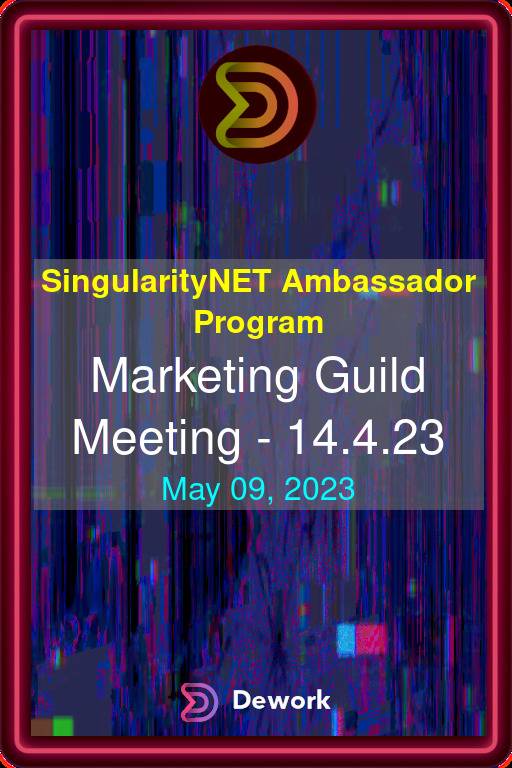 SingularityNET Ambassador
Program
Marketing Guild
Meeting - 14.4.23
May 09, 2023
Dework